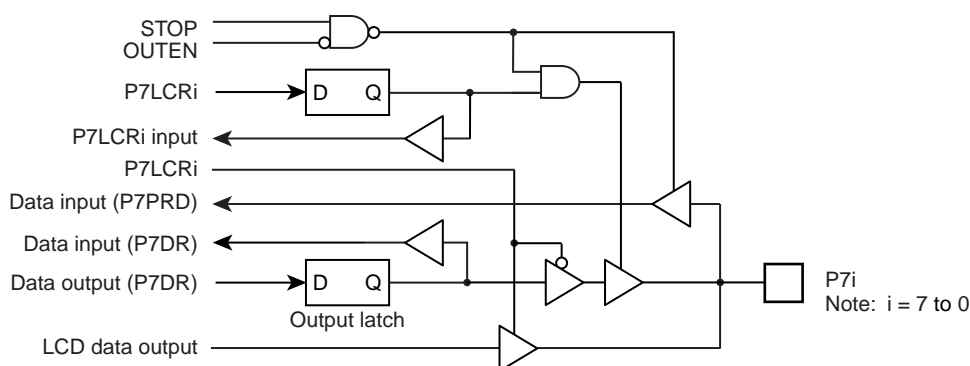 STOP
OUTEN
P7LCRi
D Q
P7LCRi input
P7LCRi
Data input (P7PRD)
Data input (P7DR)
Data output (P7DR)
D Q
P7i
Note: i = 7 to 0
Output latch
LCD data output